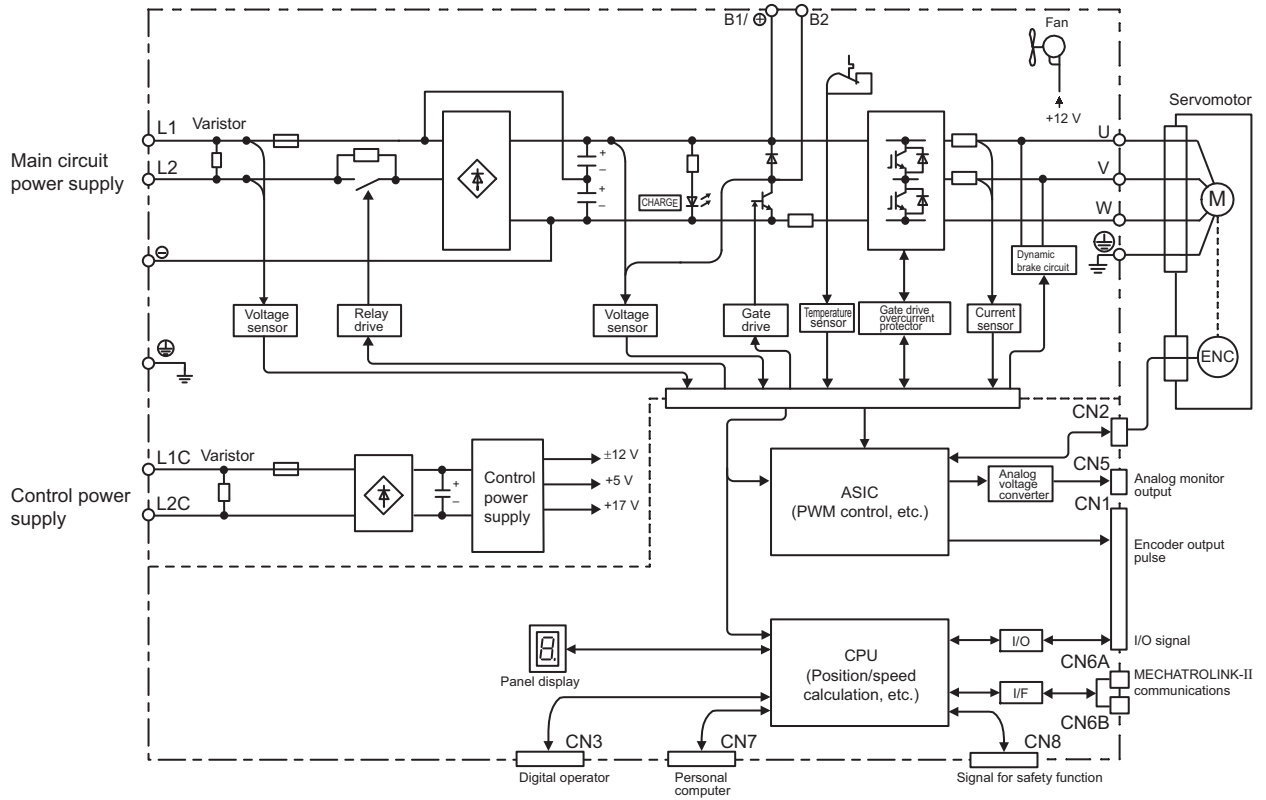 B1/ ⊕
B2
Fan
+12 V
Servomotor
L1
Varistor
U
Main circuit
power supply
L2
V
+
–
+
–
CHARGE
W
M
⊖
Dynamic
brake circuit
Voltage
sensor
Relay
drive
Voltage
sensor
Gate
drive
Temperature
sensor
Gate drive
overcurrent
protector
Current
sensor
ENC
CN2
L1C
Varistor
±12 V
+
–
Control
power
supply
+5 V
+17 V
Control power
supply
L2C
ASIC
(PWM control, etc.)
Analog
voltage
converter
CN5
Analog monitor
output
CN1
Encoder output
pulse
8.
Panel display
CPU
(Position/speed
calculation, etc.)
I/O
I/O signal
CN6A
I/F
MECHATROLINK-II
communications
CN6B
CN3
CN7
CN8
Digital operator
Personal
computer
Signal for safety function